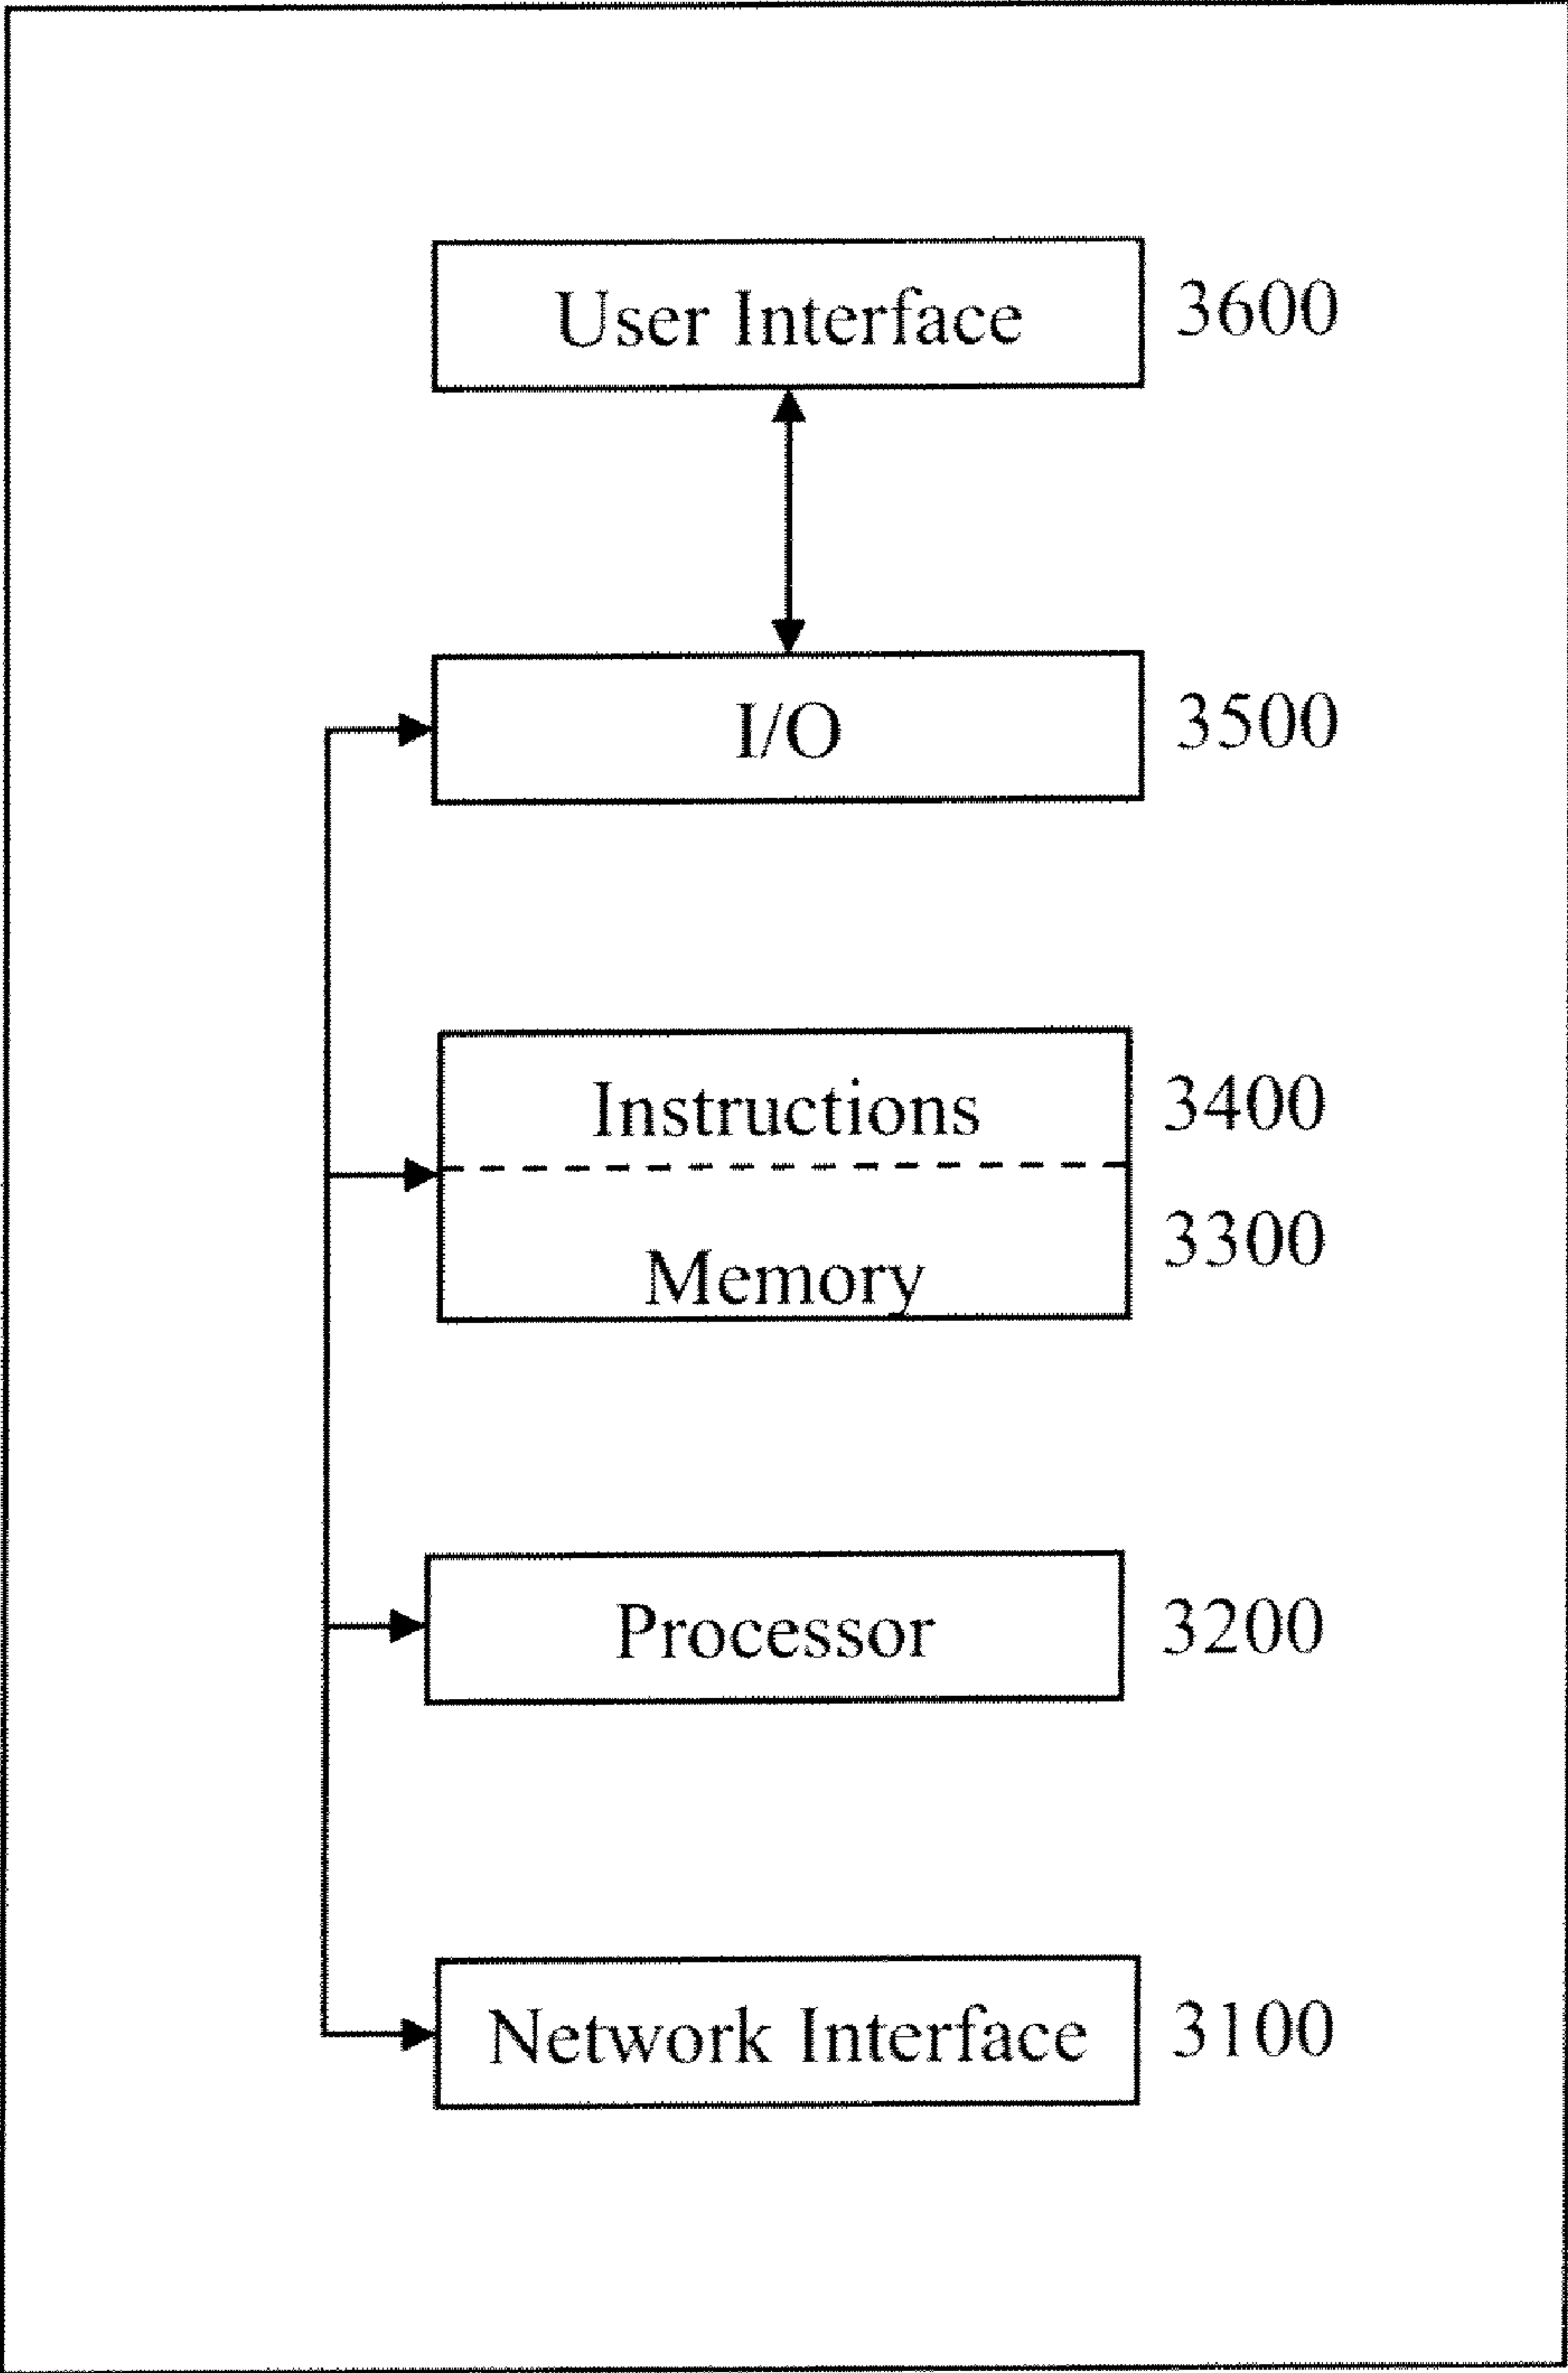 User Interface 3600
I/O 3500
Instructions 3400
Memory 3300
Processor 3200
Network Interface 3100